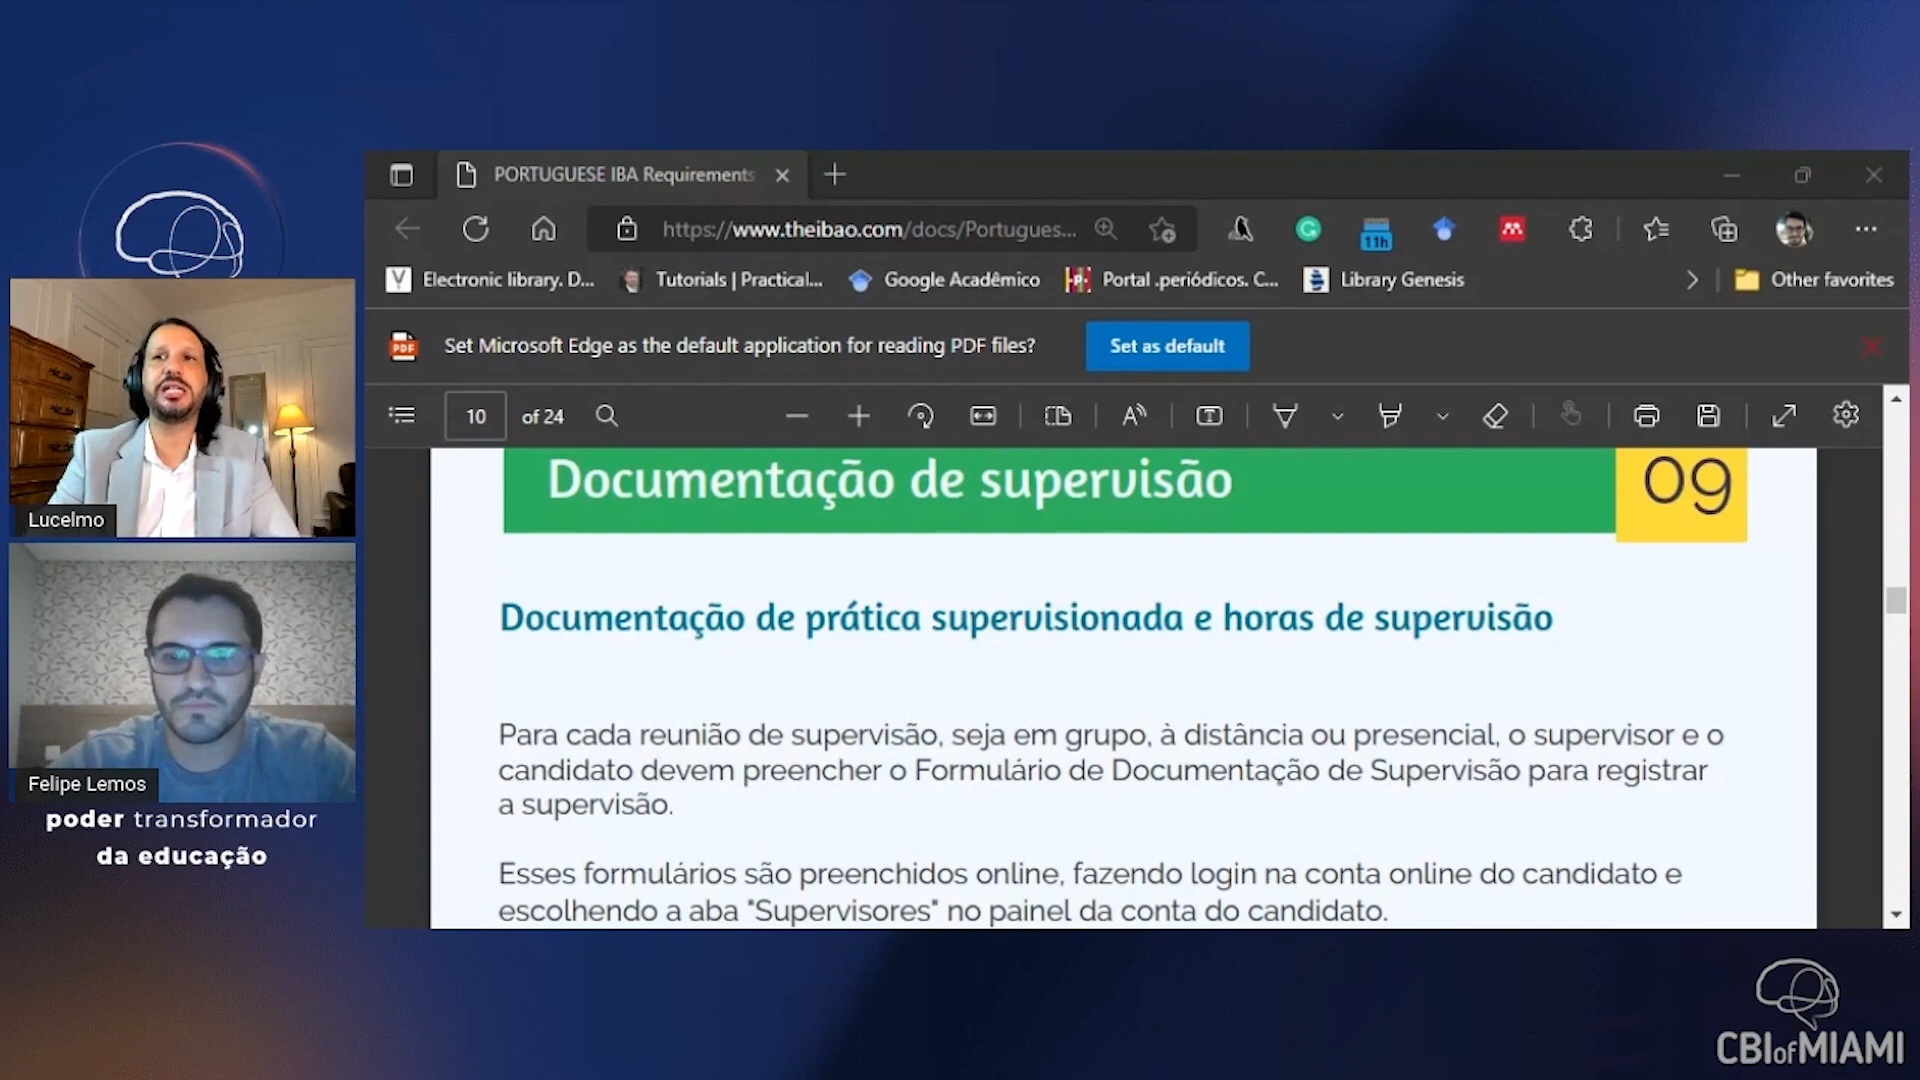 PORTUGUESE IBA Requirements
https://www.theibao.com/docs/Portugues...
11h
Electronic library. D...
Tutorials | Practical...
Google Acadêmico
Portal .periódicos. C...
Library Genesis
Other favorites
PDF
Set Microsoft Edge as the default application for reading PDF files?
Set as default
10 of 24
Documentação de supervisão
09
Documentação de prática supervisionada e horas de supervisão
Para cada reunião de supervisão, seja em grupo, à distância ou presencial, o supervisor e o
candidato devem preencher o Formulário de Documentação de Supervisão para registrar
a supervisão.
Esses formulários são preenchidos online, fazendo login na conta online do candidato e
escolhendo a aba "Supervisores" no painel da conta do candidato.
Lucelmo
Felipe Lemos
poder transformador
da educação
CBIofMIAMI